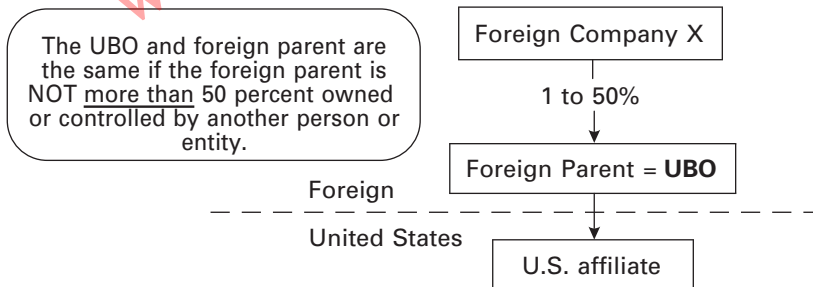 The UBO and foreign parent are
the same if the foreign parent is
NOT more than 50 percent owned
or controlled by another person or
entity.
Foreign Company X
1 to 50%
Foreign Parent = UBO
Foreign
United States
U.S. affiliate